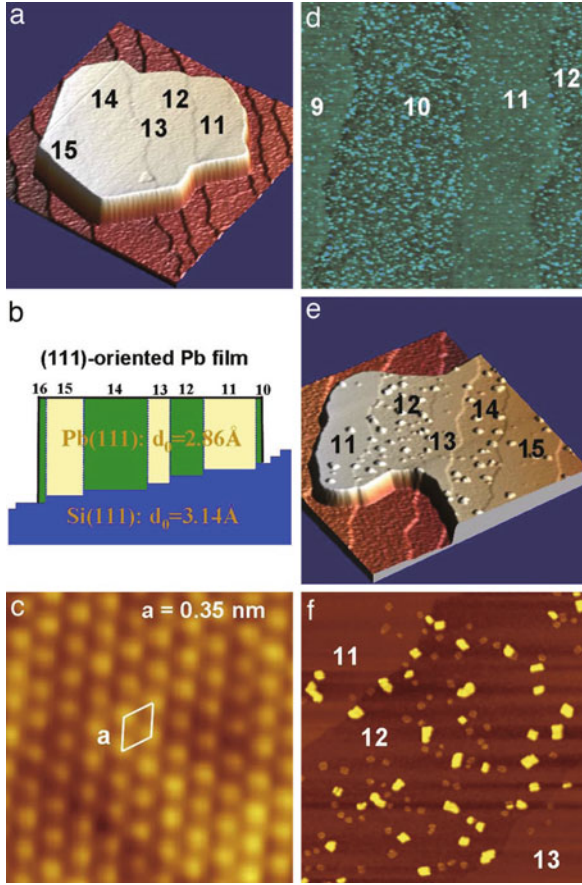 a
14
12
13
11
15
b
(111)-oriented Pb film
16 15 14 13 12 11 10
Pb(111): d₀=2.86Å
Si(111): d₀=3.14A
c
a = 0.35 nm
a
d
9
10
11
12
e
12
14
11
13
15
f
11
12
13